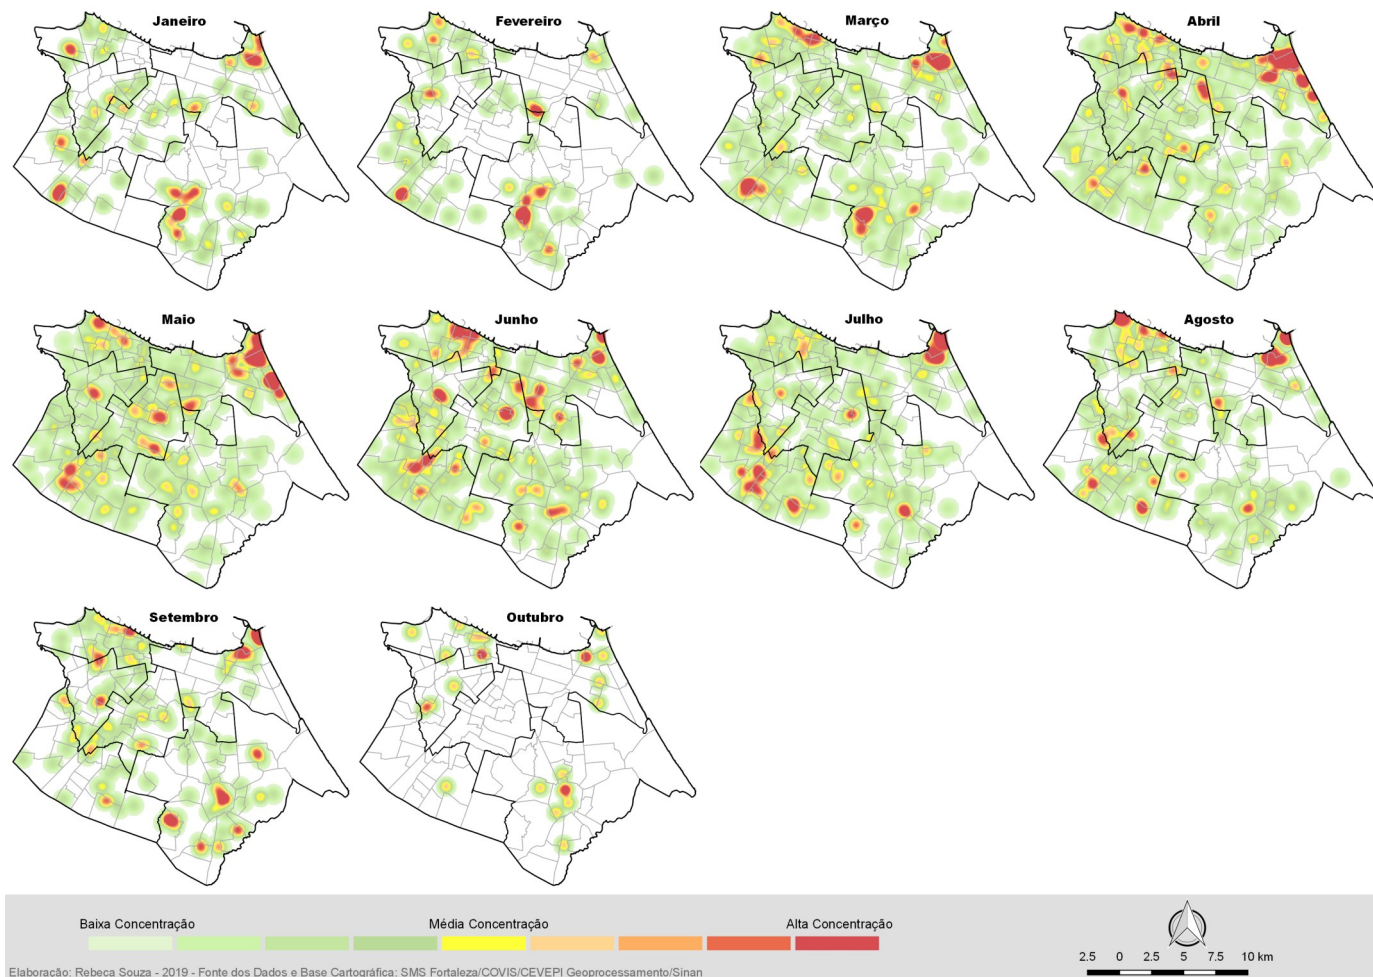 Janeiro
Fevereiro
Março
Abril
Maio
Junho
Julho
Agosto
Setembro
Outubro
Baixa Concentração
Média Concentração
Alta Concentração
2.5 0 2.5 5 7.5 10 km
Elaboração: Rebeca Souza - 2019 - Fonte dos Dados e Base Cartográfica: SMS Fortaleza/COVIS/CEVEPI Geoprocessamento/Sinan